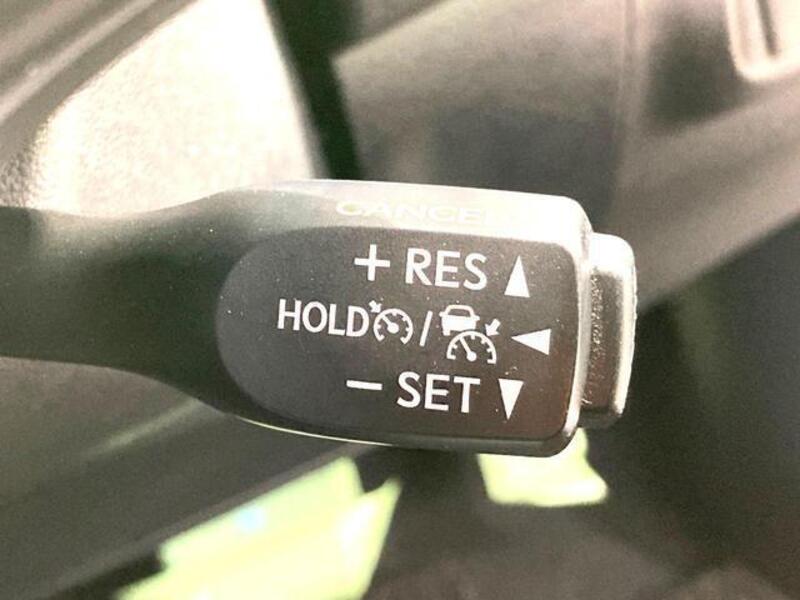 CANCEL
+ RES ▲
HOLD / ◀
− SET ▼